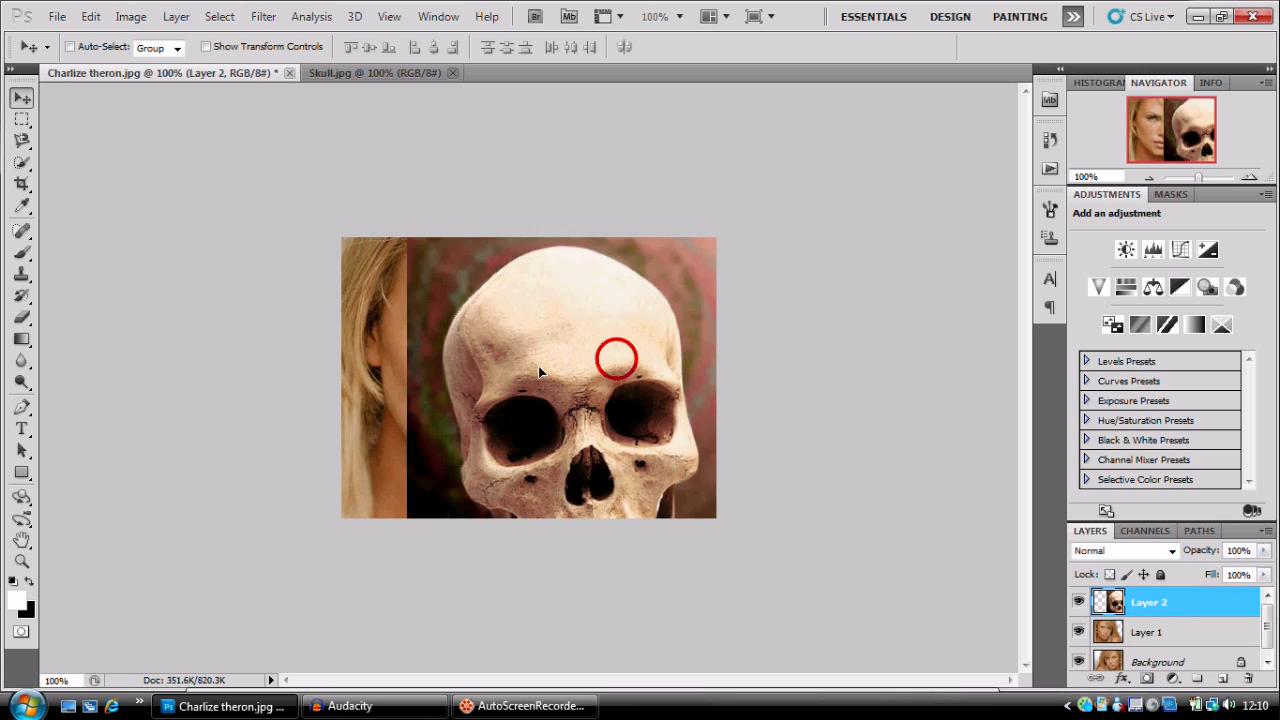 Ps File Edit Image Layer Select Filter Analysis 3D View Window Help Br Mb 100% ESSENTIALS DESIGN PAINTING CS Live
Auto-Select: Group Show Transform Controls
Charlize theron.jpg @ 100% (Layer 2, RGB/8#) * Skull.jpg @ 100% (RGB/8#)
HISTOGRAM NAVIGATOR INFO
Mb
100%
ADJUSTMENTS MASKS
Add an adjustment
Levels Presets
Curves Presets
Exposure Presets
Hue/Saturation Presets
Black & White Presets
Channel Mixer Presets
Selective Color Presets
LAYERS CHANNELS PATHS
Normal Opacity: 100%
Lock: Fill: 100%
Layer 2
Layer 1
Background
100% Doc: 351.6K/820.3K
Charlize theron.jpg ... Audacity AutoScreenRecorde... 12:10